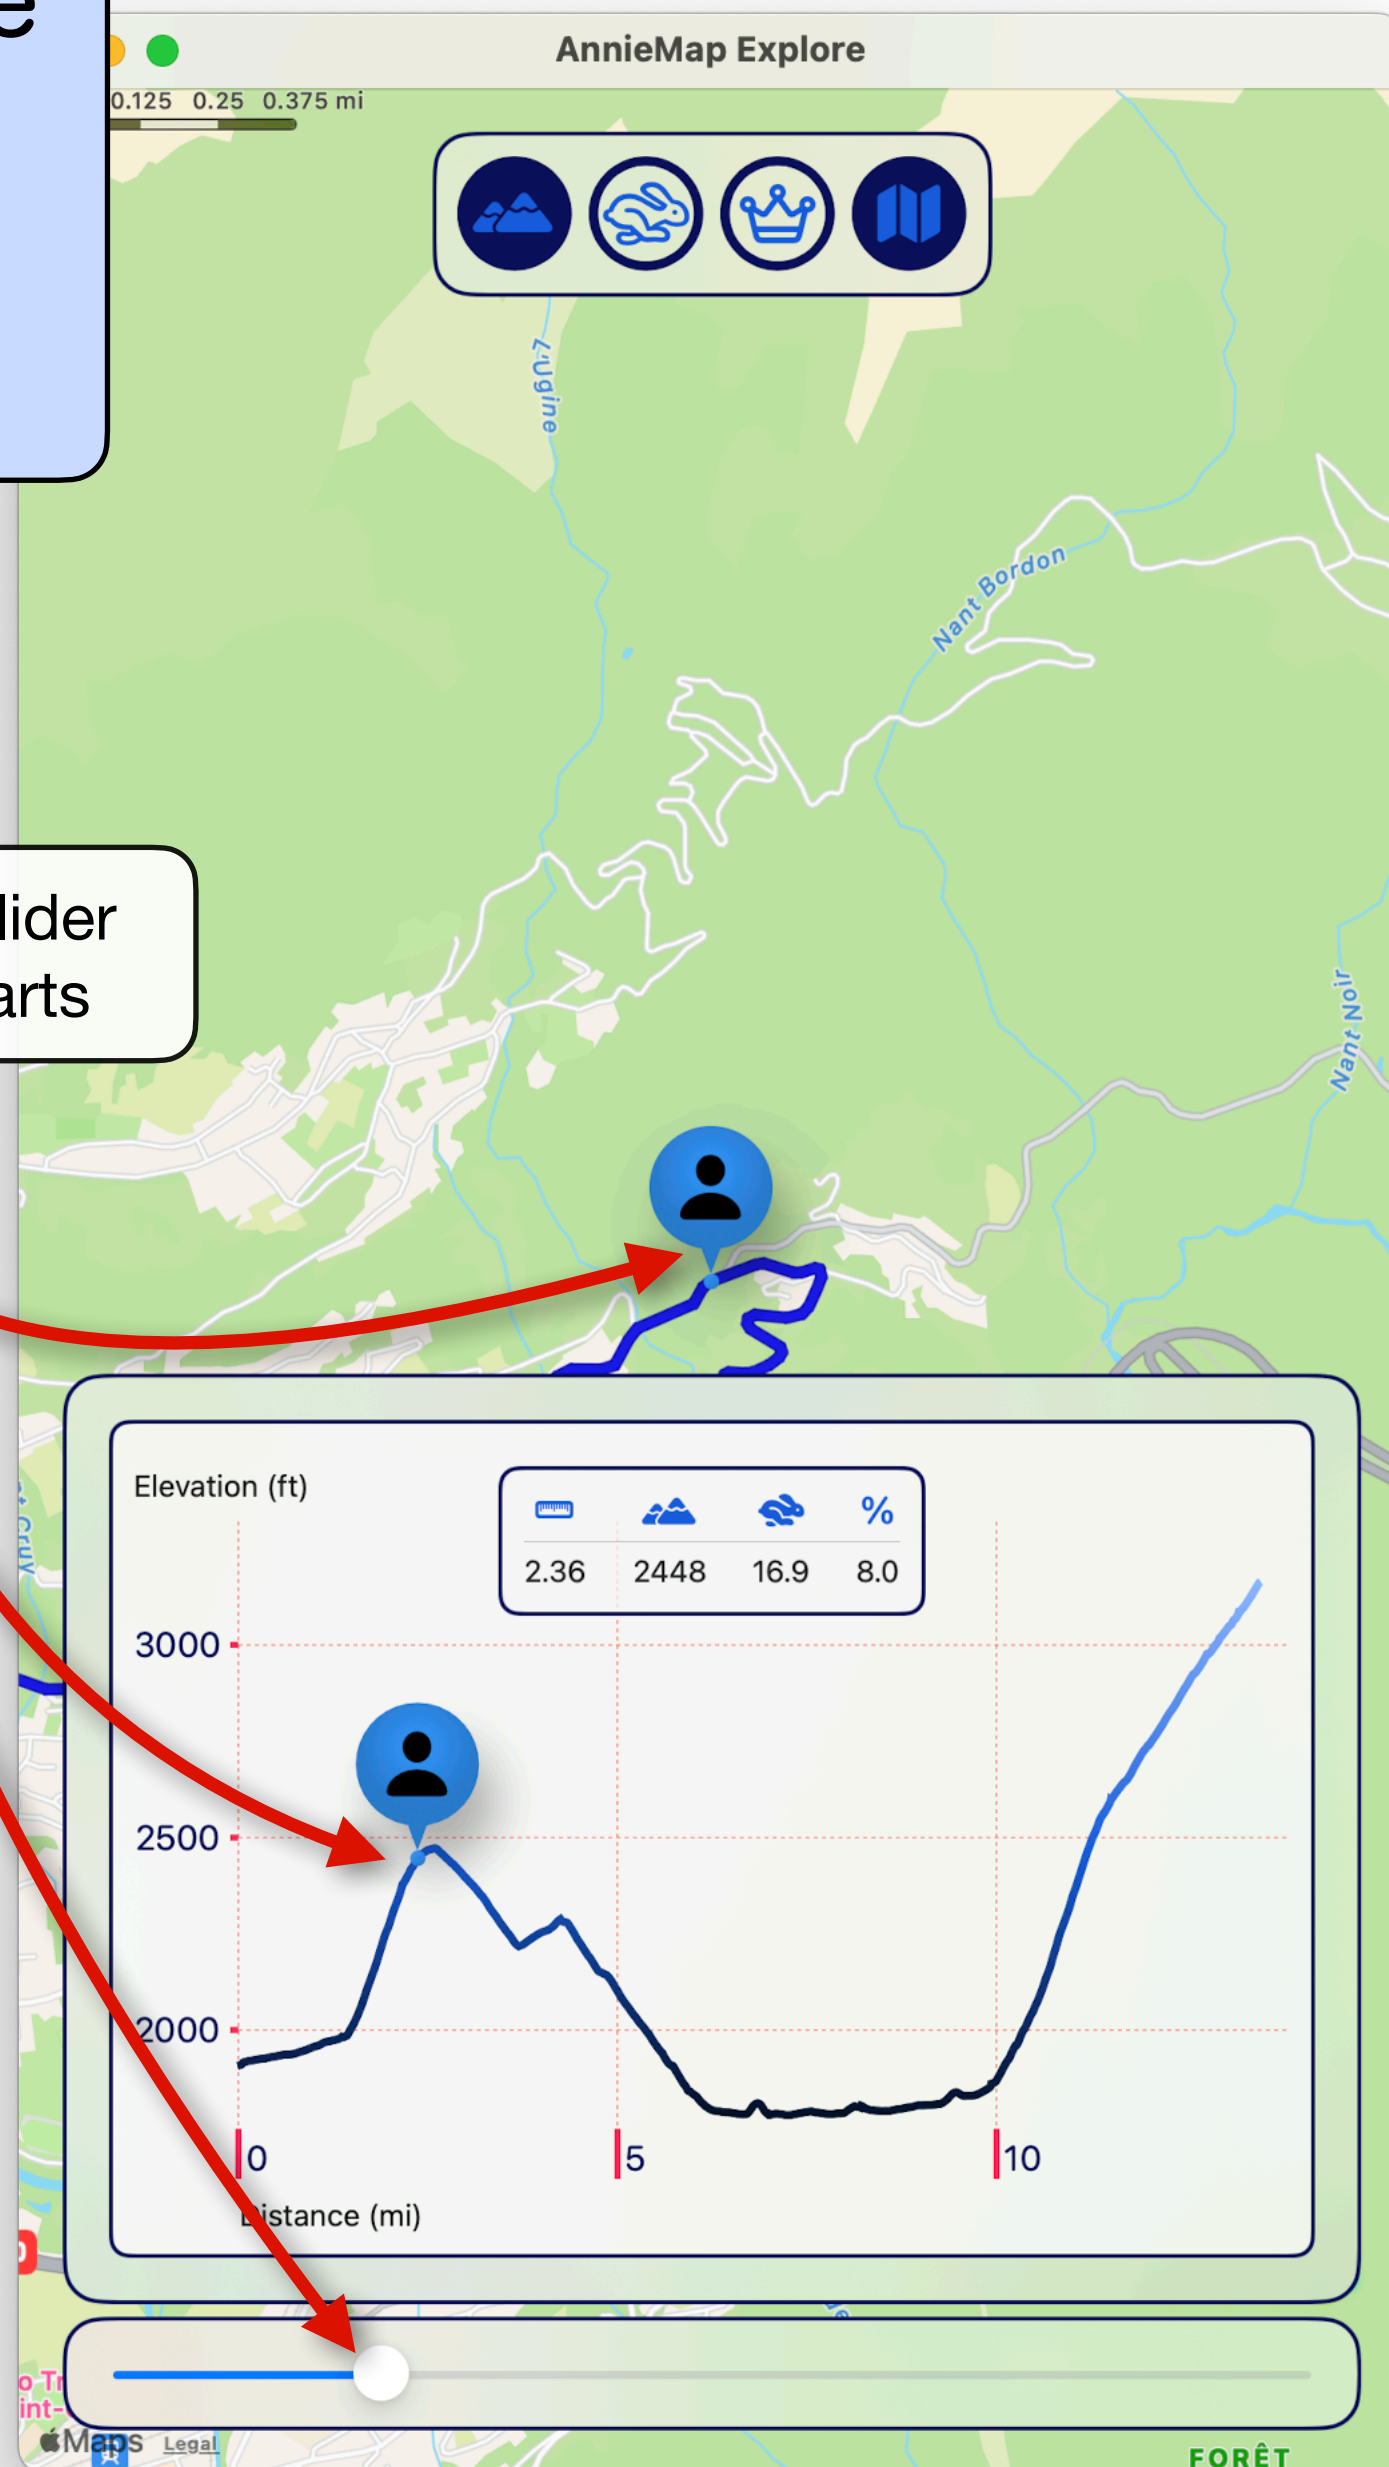 AnnieMap Explore
0.125 0.25 0.375 mi
L'Ugine
Nant Bordon
lider
arts
Nant Noir
Elevation (ft)
%
2.36 2448 16.9 8.0
3000
2500
2000
0 5 10
Distance (mi)
Maps Legal
FORÊT